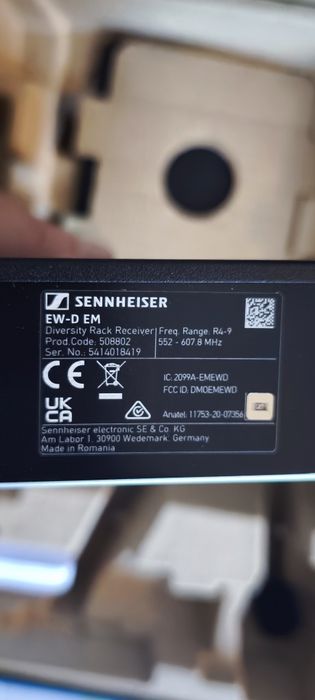 SENNHEISER
EW-D EM
Diversity Rack Receiver Freq. Range: R4-9
Prod.Code: 508802 552 - 607.8 MHz
Ser. No.: 5414018419
CE
IC: 2099A-EMEWD
FCC ID: DMOEMEWD
UK
CA
Anatel: 11753-20-07356
Sennheiser electronic SE & Co. KG
Am Labor 1, 30900 Wedemark, Germany
Made in Romania